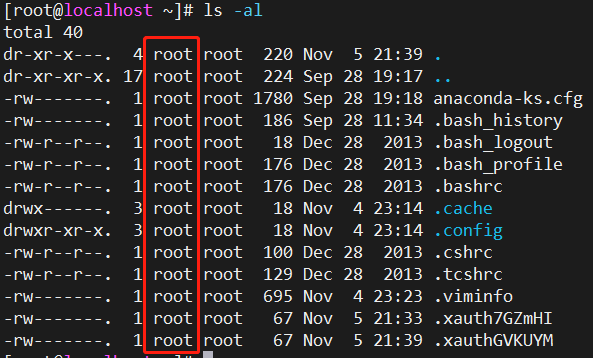 [root@localhost ~]# ls -al
total 40
dr-xr-x---. 4 root root 220 Nov 5 21:39 .
dr-xr-xr-x. 17 root root 224 Sep 28 19:17 ..
-rw-------. 1 root root 1780 Sep 28 19:18 anaconda-ks.cfg
-rw-------. 1 root root 186 Sep 28 11:34 .bash_history
-rw-r--r--. 1 root root 18 Dec 28 2013 .bash_logout
-rw-r--r--. 1 root root 176 Dec 28 2013 .bash_profile
-rw-r--r--. 1 root root 176 Dec 28 2013 .bashrc
drwx------. 3 root root 18 Nov 4 23:14 .cache
drwxr-xr-x. 3 root root 18 Nov 4 23:14 .config
-rw-r--r--. 1 root root 100 Dec 28 2013 .cshrc
-rw-r--r--. 1 root root 129 Dec 28 2013 .tcshrc
-rw-------. 1 root root 695 Nov 4 23:23 .viminfo
-rw-------. 1 root root 67 Nov 5 21:33 .xauth7GZmHI
-rw-------. 1 root root 67 Nov 5 21:39 .xauthGVKUYM
[root@localhost ~]#